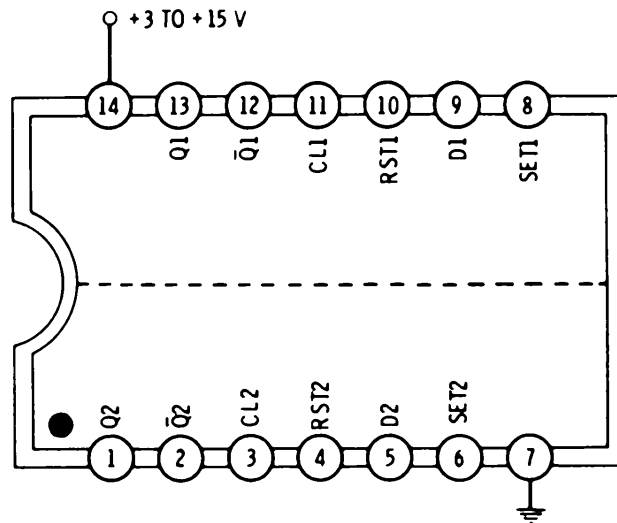 +3 TO +15 V
14 13 12 11 10 9 8
Q1 Q̄1 CL1 RST1 D1 SET1
Q2 Q̄2 CL2 RST2 D2 SET2
1 2 3 4 5 6 7